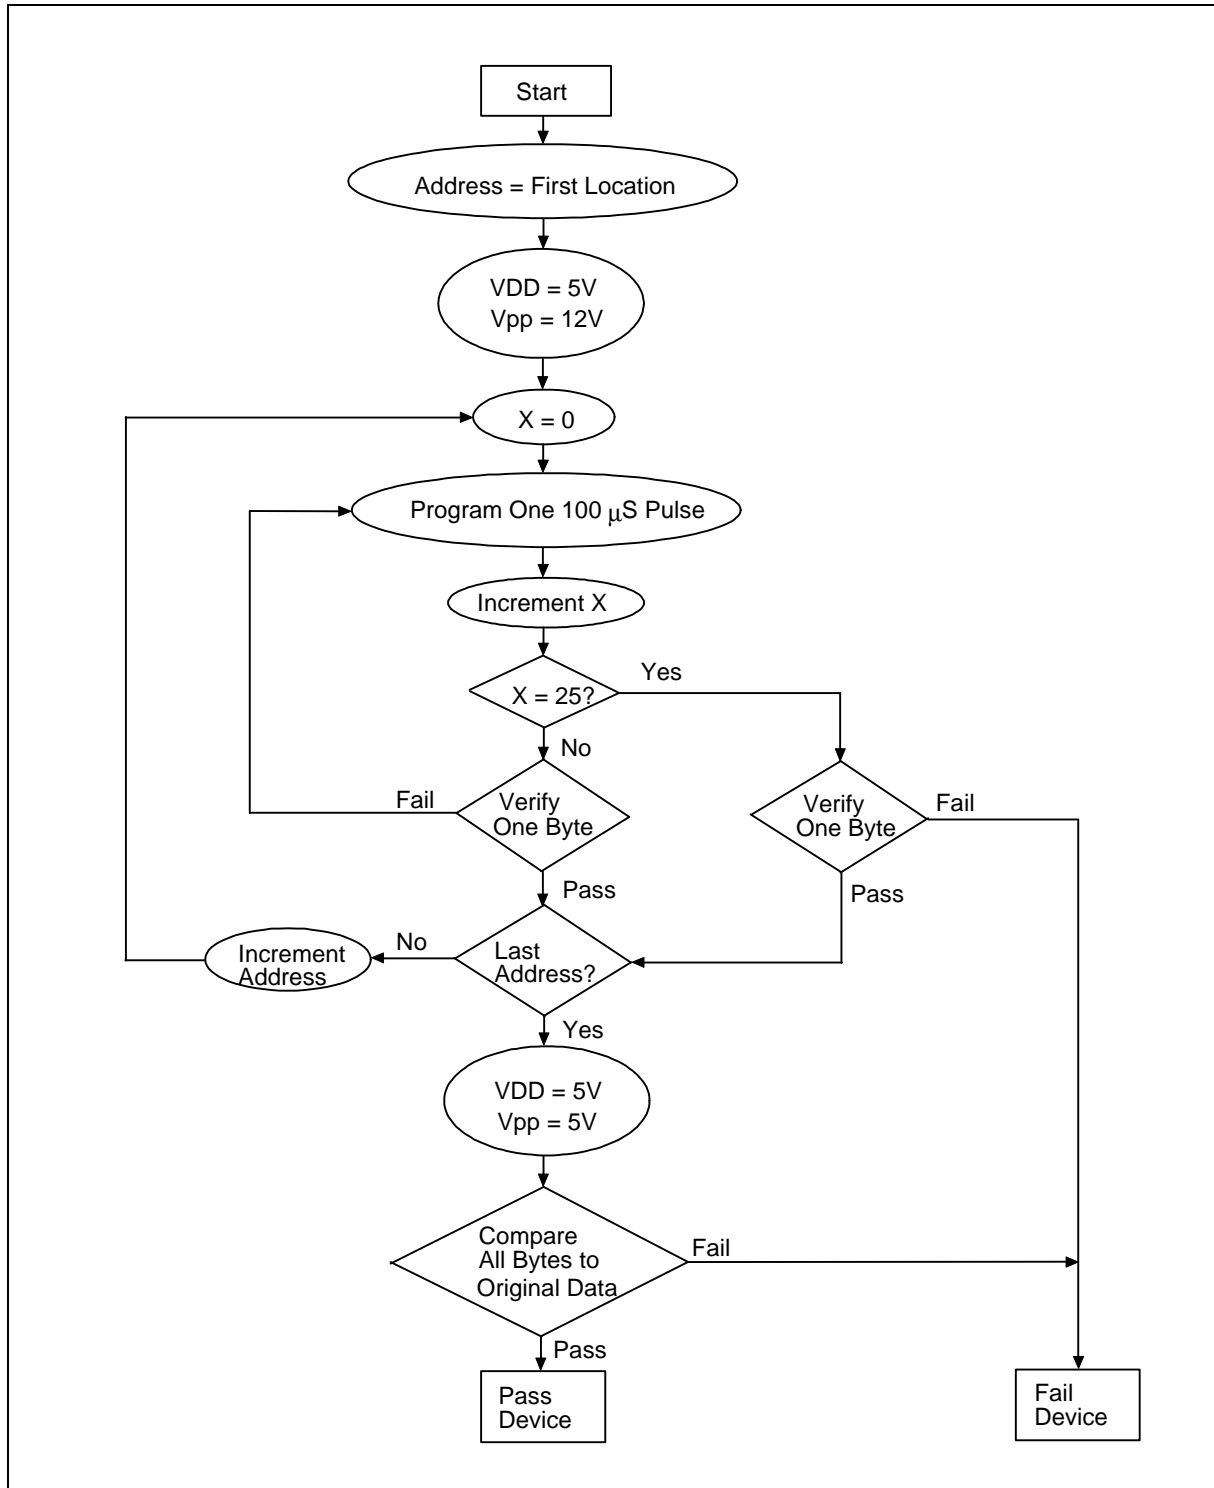 Start
Address = First Location
VDD = 5V
Vpp = 12V
X = 0
Program One 100 μS Pulse
Increment X
X = 25?
Yes
No
Fail
Verify
One Byte
Verify
One Byte
Fail
Pass
Pass
Increment
Address
No
Last
Address?
Yes
VDD = 5V
Vpp = 5V
Compare
All Bytes to
Original Data
Fail
Pass
Pass
Device
Fail
Device